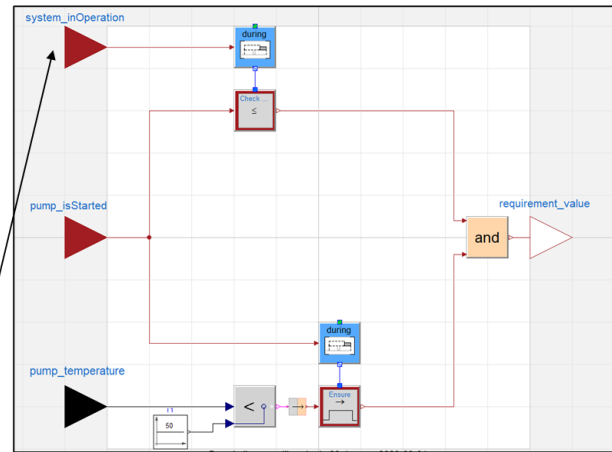 system_inOperation
during
Check ...
≤
pump_isStarted
requirement_value
and
during
pump_temperature
<
Ensure
50